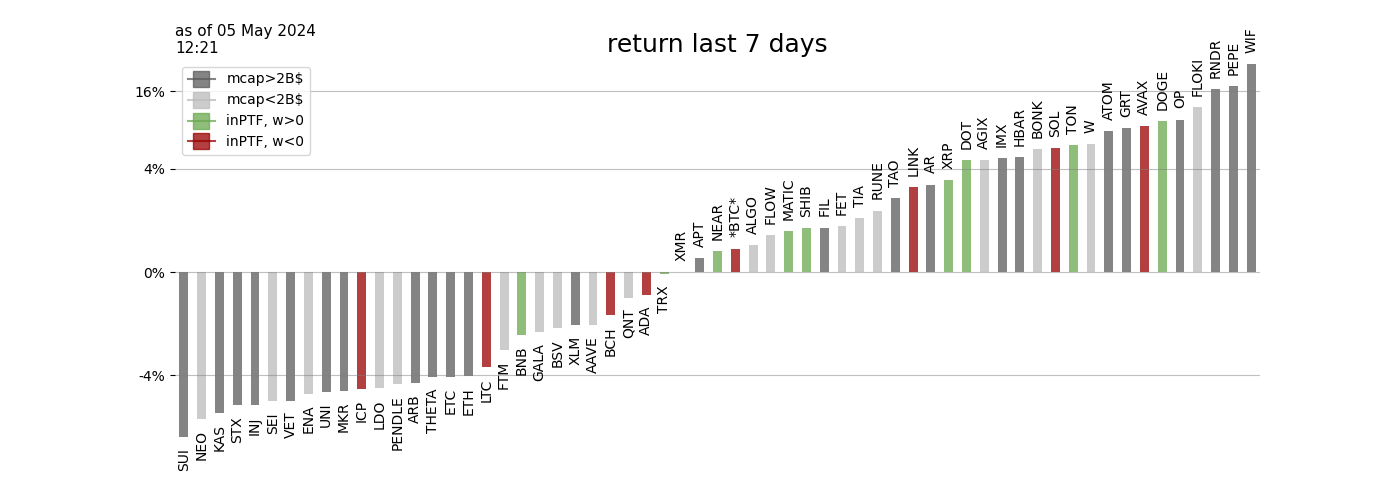 as of 05 May 2024
12:21
return last 7 days
mcap>2B$
mcap<2B$
inPTF, w>0
inPTF, w<0
16%
4%
0%
-4%
SUI
NEO
KAS
STX
INJ
SEI
VET
ENA
UNI
MKR
ICP
LDO
PENDLE
ARB
THETA
ETC
ETH
LTC
FTM
BNB
GALA
BSV
XLM
AAVE
BCH
QNT
ADA
TRX
XMR
APT
NEAR
*BTC*
ALGO
FLOW
MATIC
SHIB
FIL
FET
TIA
RUNE
TAO
LINK
AR
XRP
DOT
AGIX
IMX
HBAR
BONK
SOL
TON
W
ATOM
GRT
AVAX
DOGE
OP
FLOKI
RNDR
PEPE
WIF